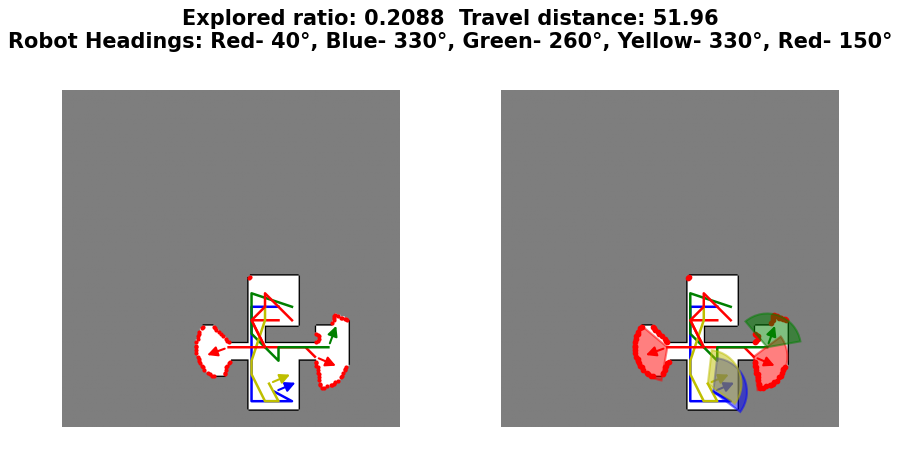 Explored ratio: 0.2088  Travel distance: 51.96
Robot Headings: Red- 40°, Blue- 330°, Green- 260°, Yellow- 330°, Red- 150°